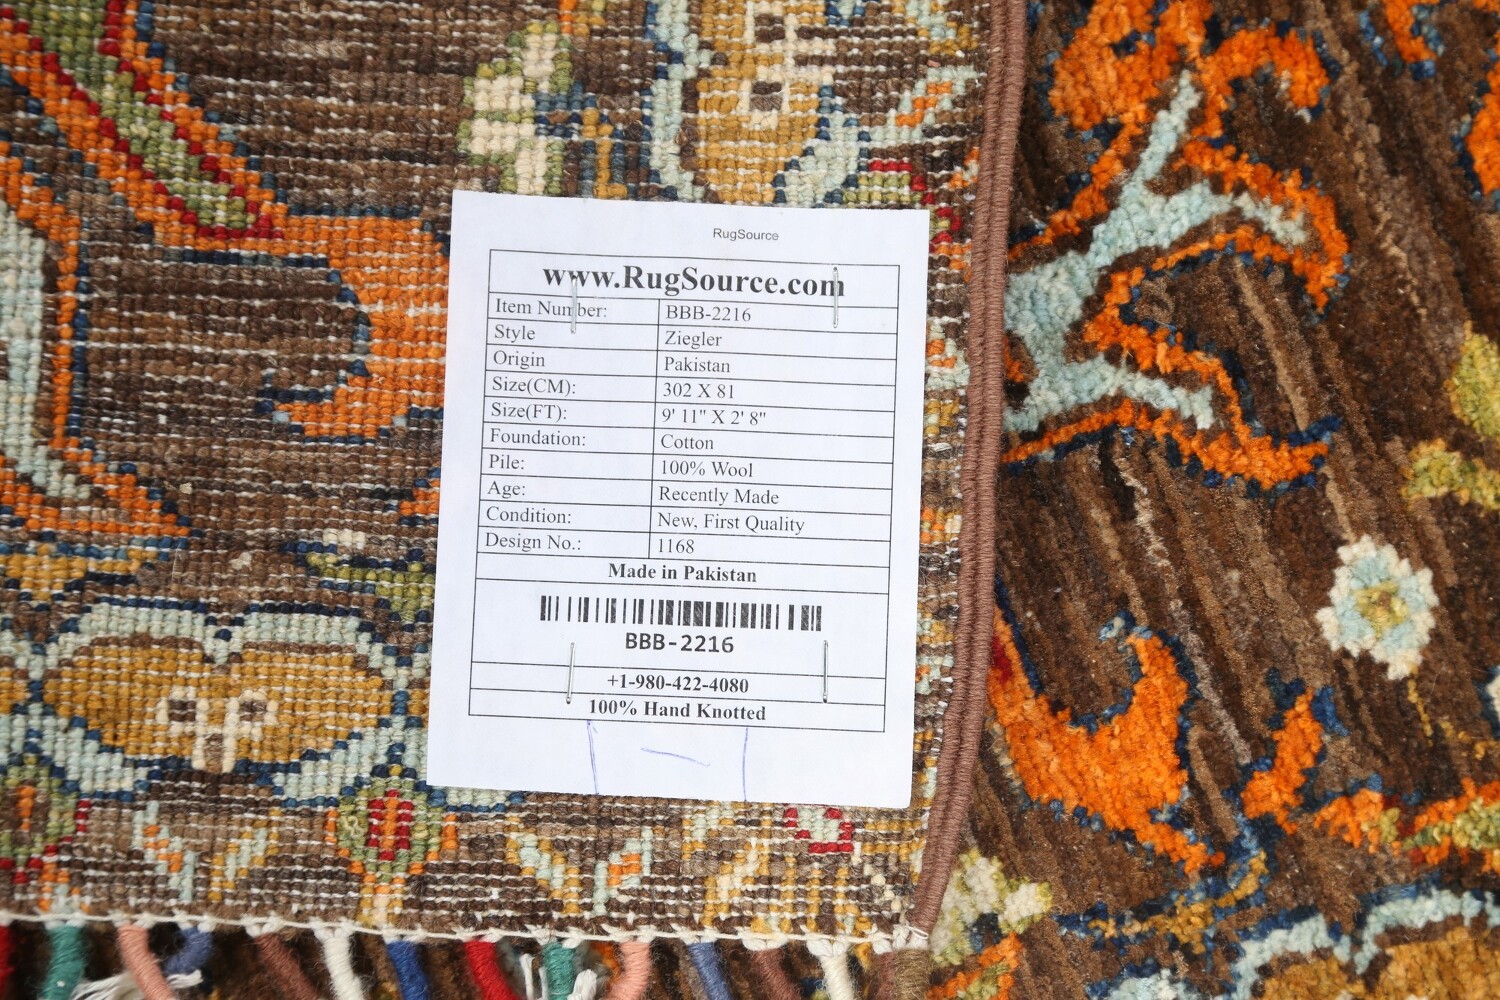 RugSource
www.RugSource.com
Item Number: BBB-2216
Style Ziegler
Origin Pakistan
Size(CM): 302 X 81
Size(FT): 9' 11" X 2' 8"
Foundation: Cotton
Pile: 100% Wool
Age: Recently Made
Condition: New, First Quality
Design No.: 1168
Made in Pakistan
BBB-2216
+1-980-422-4080
100% Hand Knotted